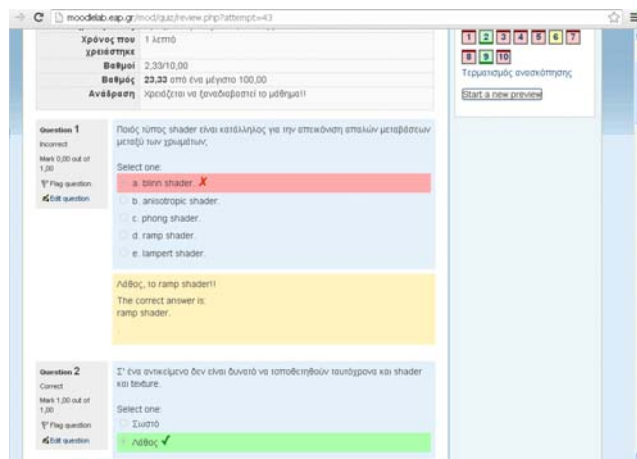 moodlelab.eap.gr/mod/quiz/review.php?attempt=43
Χρόνος που χρειάστηκε 1 λεπτό
Βαθμοί 2,33/10,00
Βαθμός 23,33 από ένα μέγιστο 100,00
Ανάδραση Χρειάζεται να ξαναδιαβαστεί το μάθημα!!
1 2 3 4 5 6 7
8 9 10
Τερματισμός ανασκόπησης
Start a new preview
Question 1
Incorrect
Mark 0,00 out of
1,00
Flag question
Edit question
Ποιός τύπος shader είναι κατάλληλος για την απεικόνιση απαλών μεταβάσεων
μεταξύ των χρωμάτων;
Select one:
a. blinn shader.
b. anisotropic shader.
c. phong shader.
d. ramp shader.
e. lampert shader.
Λάθος, το ramp shader!!
The correct answer is:
ramp shader.
Question 2
Correct
Mark 1,00 out of
1,00
Flag question
Edit question
Σ' ένα αντικείμενο δεν είναι δυνατό να τοποθετηθούν ταυτόχρονα και shader
και texture.
Select one:
Σωστό
Λάθος